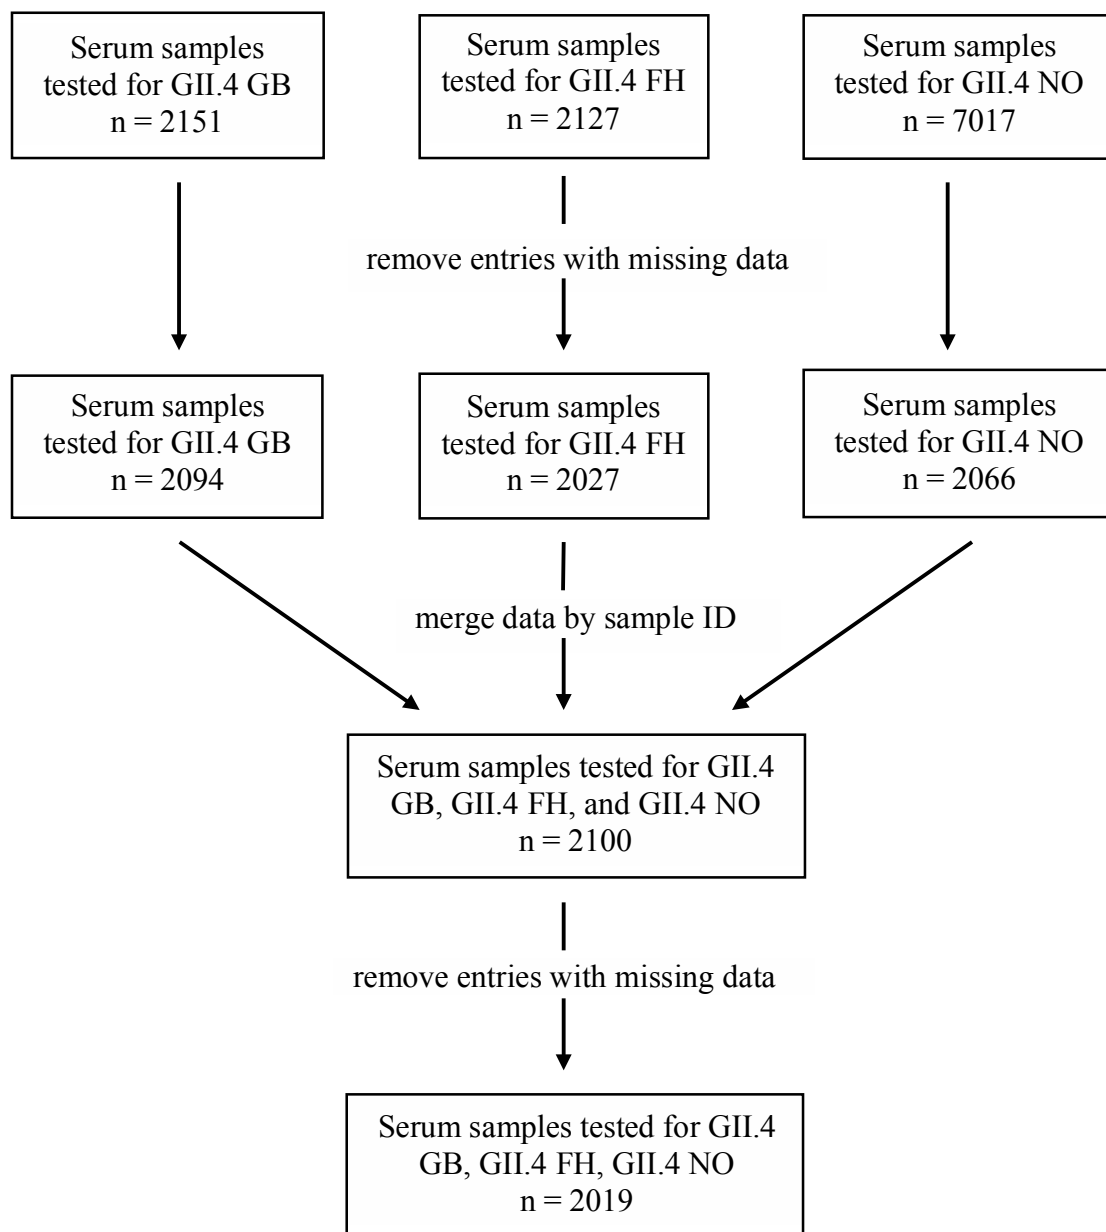 Serum samples
tested for GII.4 GB
n = 2151
Serum samples
tested for GII.4 FH
n = 2127
Serum samples
tested for GII.4 NO
n = 7017
remove entries with missing data
Serum samples
tested for GII.4 GB
n = 2094
Serum samples
tested for GII.4 FH
n = 2027
Serum samples
tested for GII.4 NO
n = 2066
merge data by sample ID
Serum samples tested for GII.4
GB, GII.4 FH, and GII.4 NO
n = 2100
remove entries with missing data
Serum samples tested for GII.4
GB, GII.4 FH, GII.4 NO
n = 2019